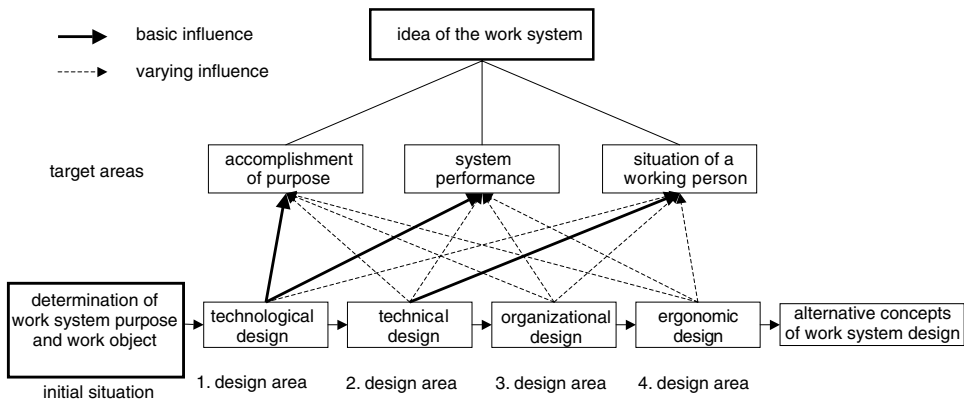 basic influence
varying influence
idea of the work system
target areas
accomplishment
of purpose
system
performance
situation of a
working person
determination of
work system purpose
and work object
technological
design
technical
design
organizational
design
ergonomic
design
alternative concepts
of work system design
initial situation
1. design area
2. design area
3. design area
4. design area